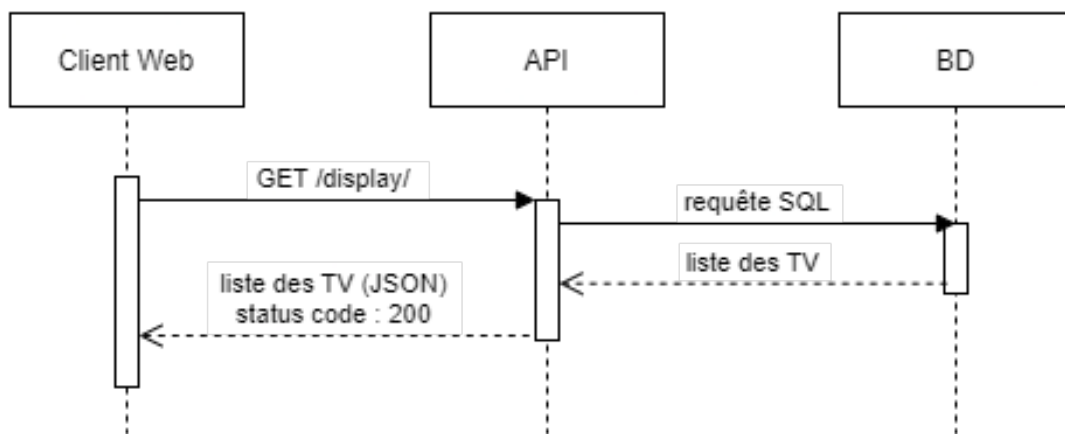 Client Web
API
BD
GET /display/
requête SQL
liste des TV
liste des TV (JSON)
status code : 200